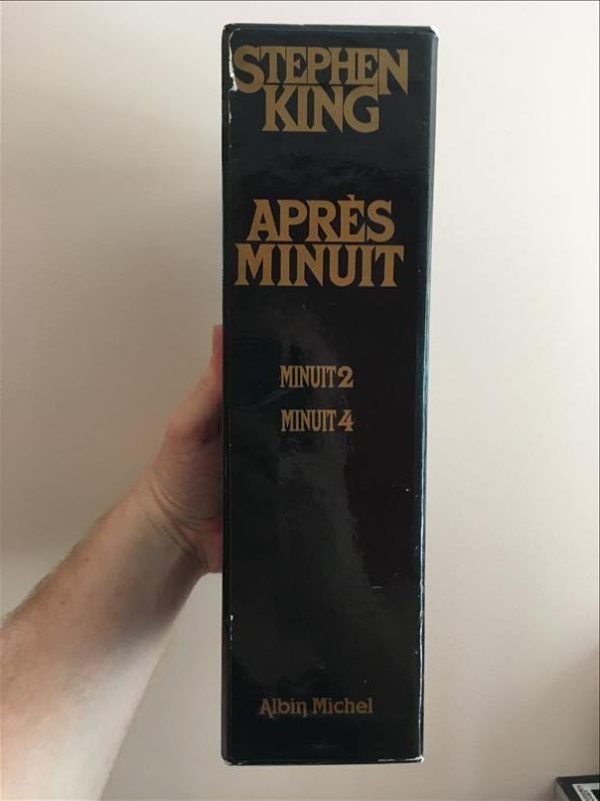 STEPHEN
KING
APRÈS
MINUIT
MINUIT 2
MINUIT 4
Albin Michel